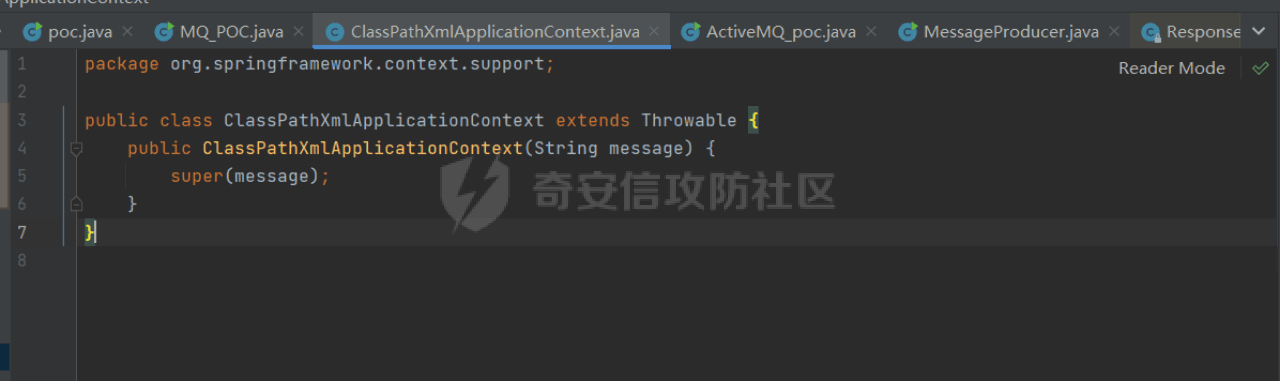 poc.java
MQ_POC.java
ClassPathXmlApplicationContext.java
ActiveMQ_poc.java
MessageProducer.java
Response
Reader Mode
1 package org.springframework.context.support;
2
3 public class ClassPathXmlApplicationContext extends Throwable {
4 public ClassPathXmlApplicationContext(String message) {
5 super(message);
6 }
7 }
8
奇安信攻防社区